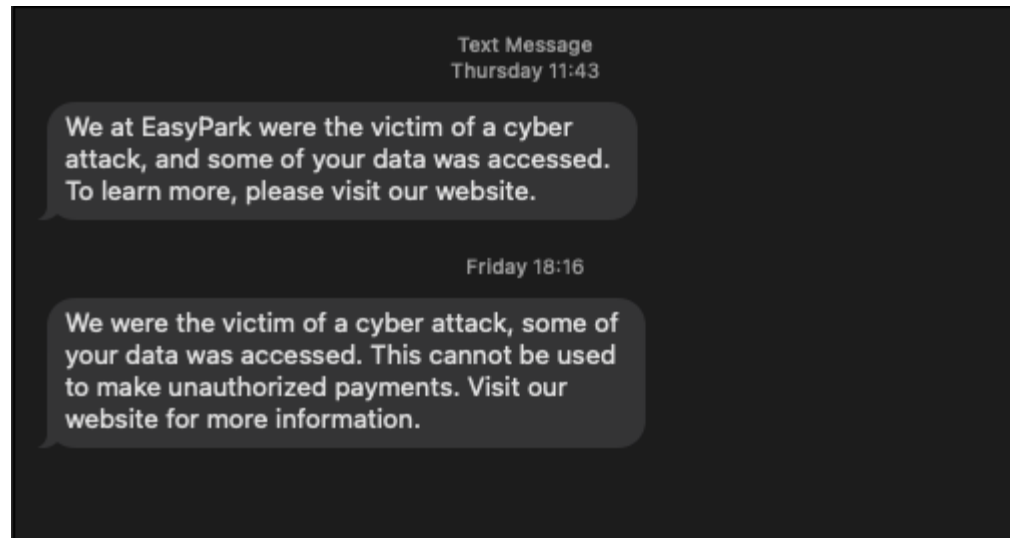 Text Message
Thursday 11:43
We at EasyPark were the victim of a cyber
attack, and some of your data was accessed.
To learn more, please visit our website.
Friday 18:16
We were the victim of a cyber attack, some of
your data was accessed. This cannot be used
to make unauthorized payments. Visit our
website for more information.